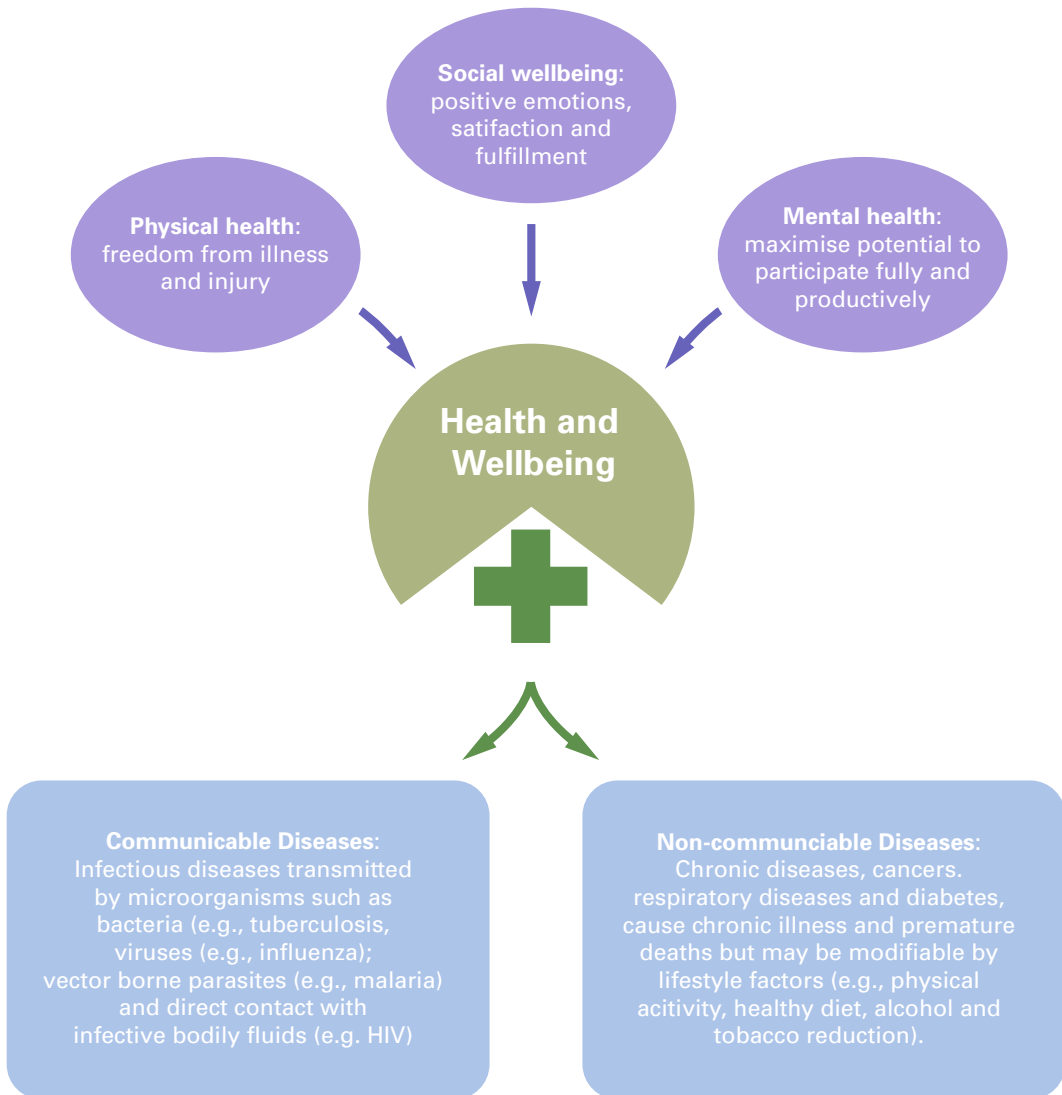 Social wellbeing:
positive emotions,
satifaction and
fulfillment
Physical health:
freedom from illness
and injury
Mental health:
maximise potential to
participate fully and
productively
Health and
Wellbeing
Communicable Diseases:
Infectious diseases transmitted
by microorganisms such as
bacteria (e.g., tuberculosis,
viruses (e.g., influenza);
vector borne parasites (e.g., malaria)
and direct contact with
infective bodily fluids (e.g. HIV)
Non-communciable Diseases:
Chronic diseases, cancers.
respiratory diseases and diabetes,
cause chronic illness and premature
deaths but may be modifiable by
lifestyle factors (e.g., physical
acitivity, healthy diet, alcohol and
tobacco reduction).